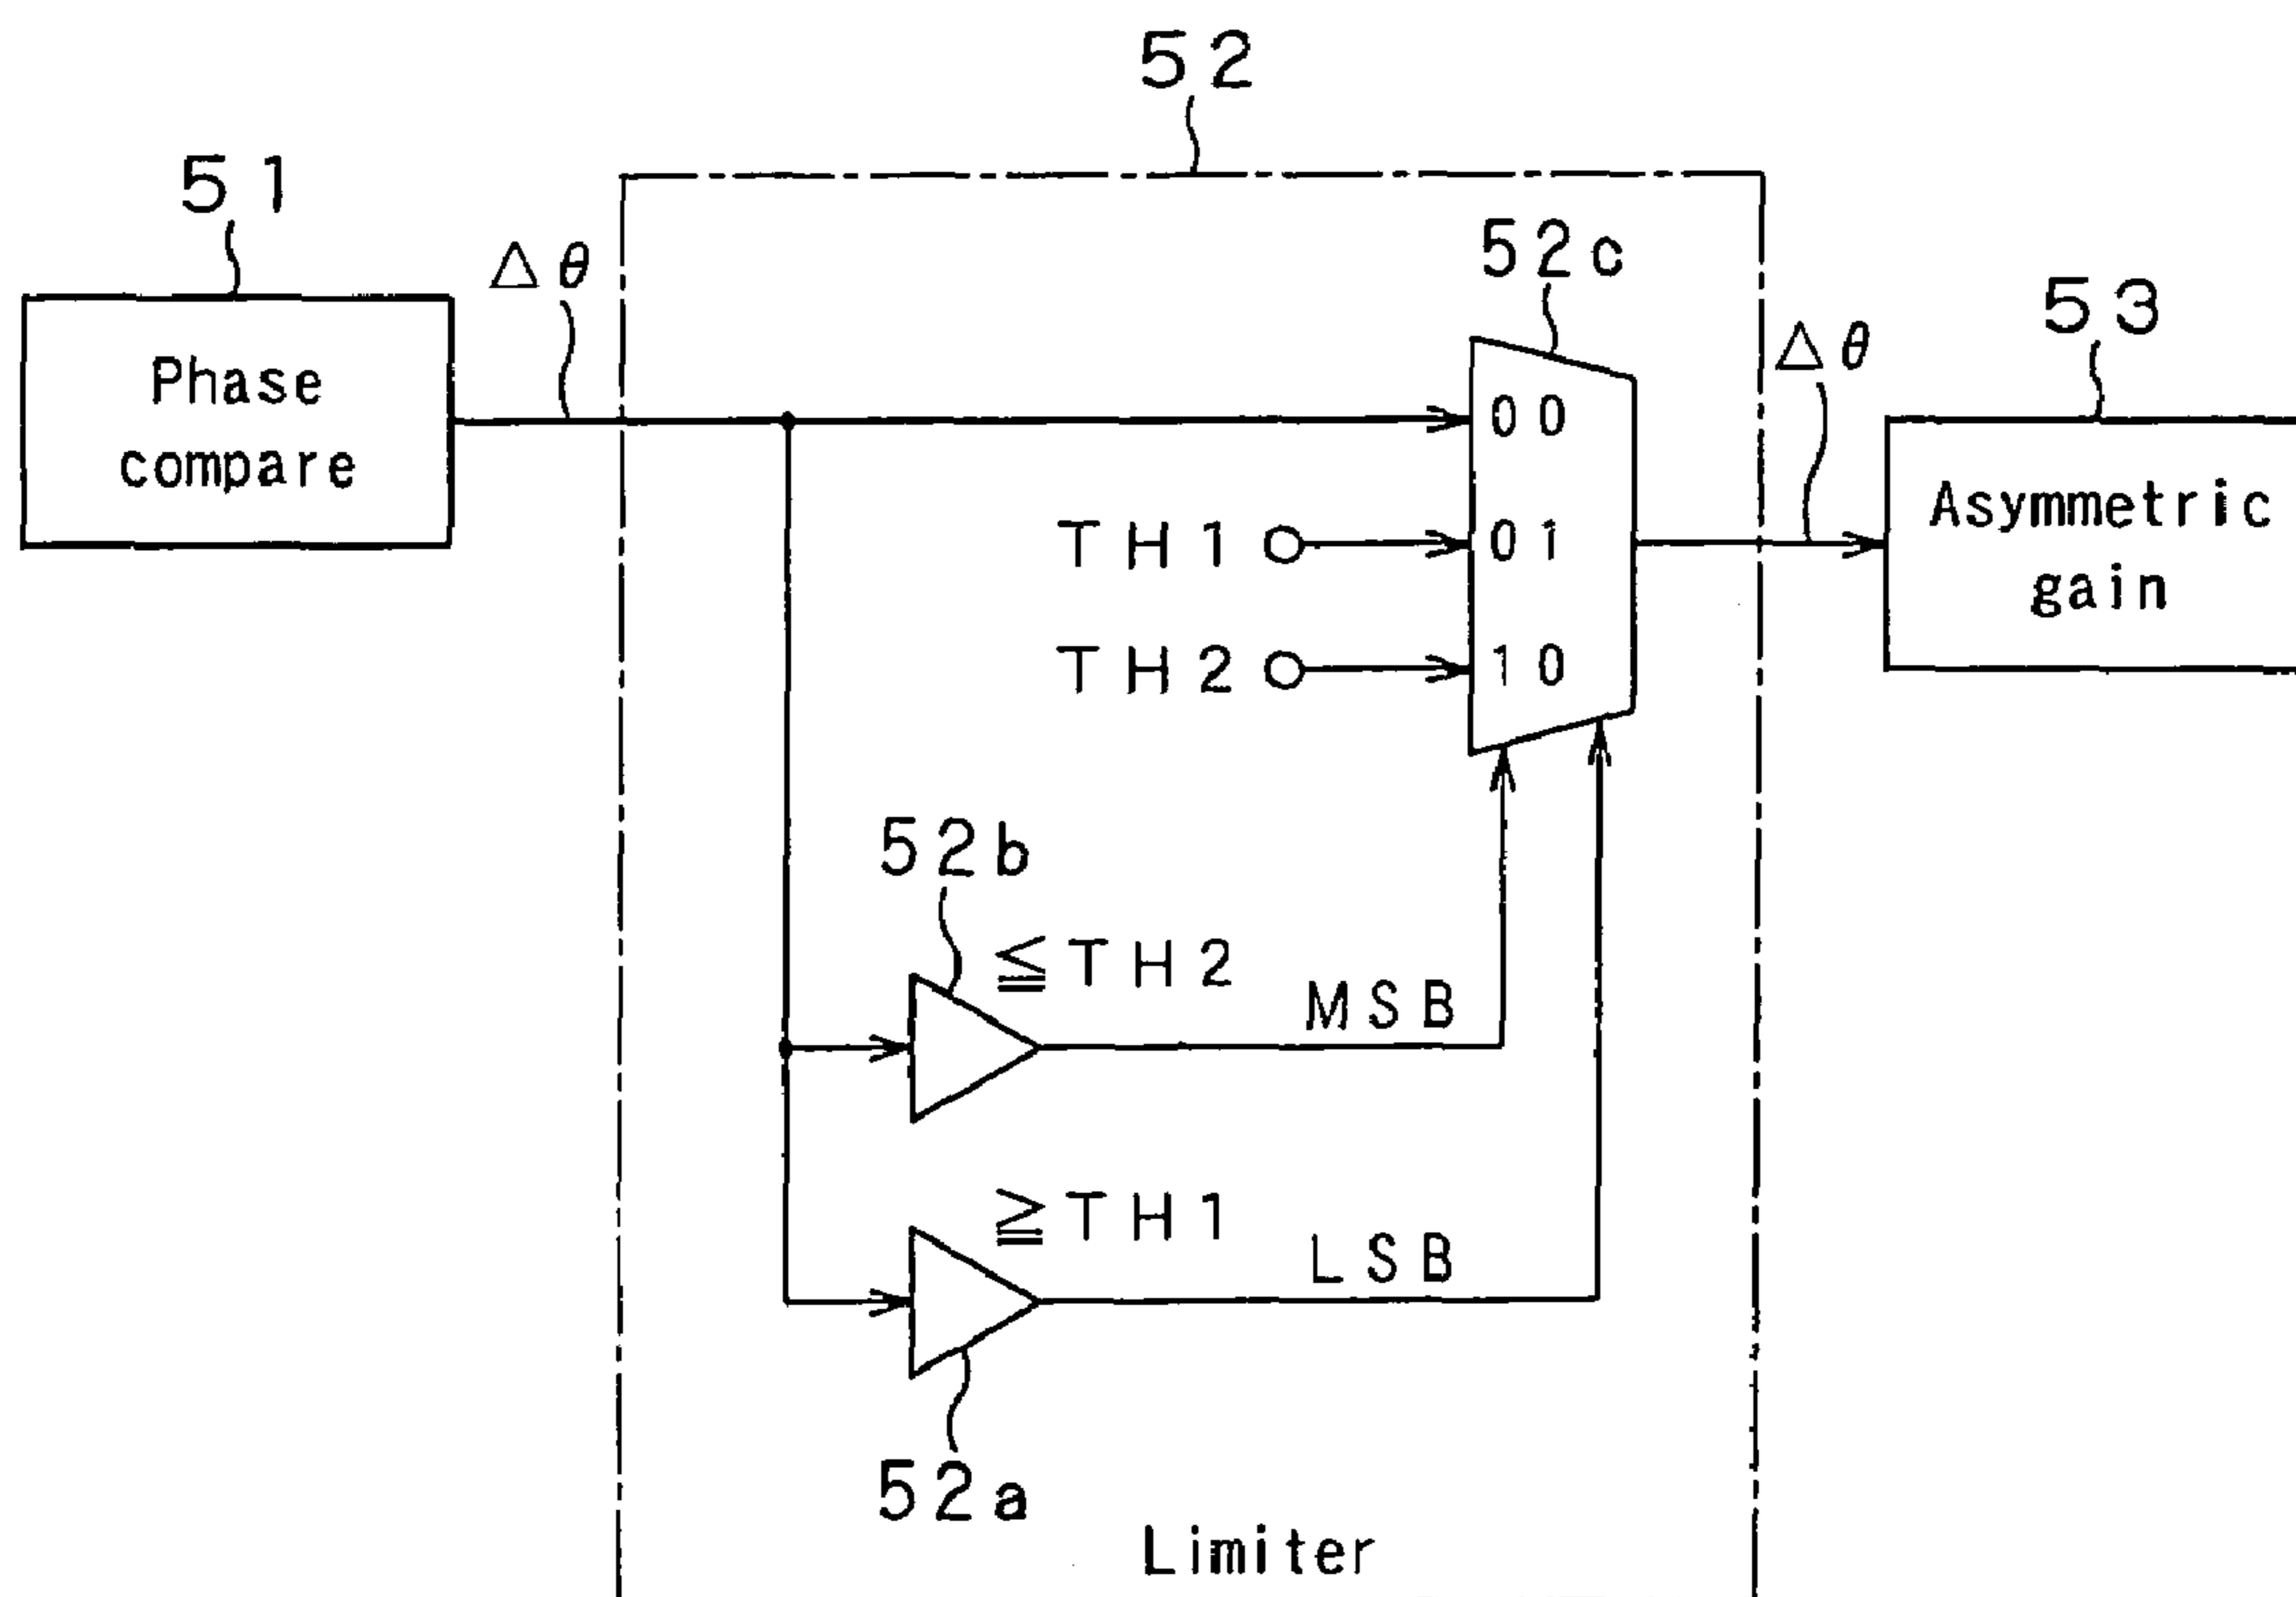 52
51
Δθ
52c
53
Δθ
Phase
compare
00
TH1
01
Asymmetric
gain
TH2
10
52b
≦TH2
MSB
≧TH1
LSB
52a
Limiter